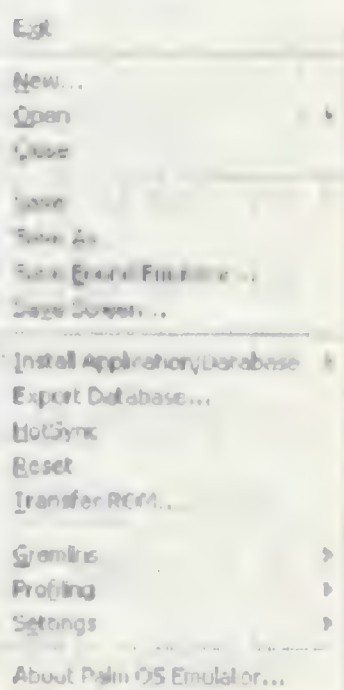 Exit
New...
Open
Close
Save
Save As
Save Screen...
Install Application/Database
Export Database...
HotSync
Reset
Transfer ROM...
Gremlins
Profiling
Settings
About Palm OS Emulator...